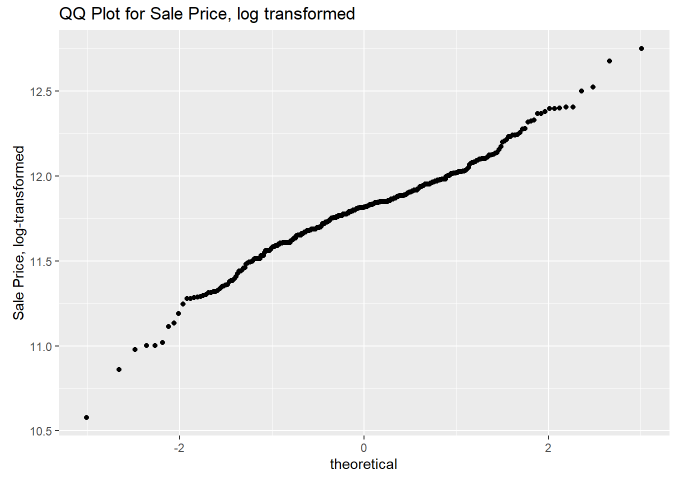 QQ Plot for Sale Price, log transformed
Sale Price, log-transformed
12.5
12.0
11.5
11.0
10.5
-2
0
2
theoretical